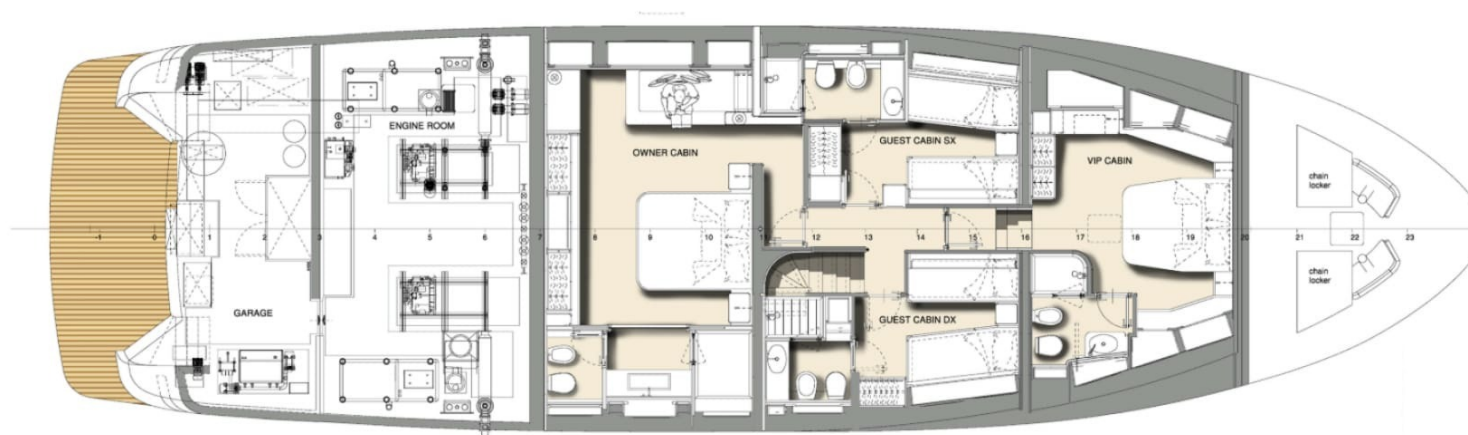 ENGINE ROOM
GUEST CABIN SX
OWNER CABIN
VIP CABIN
chain
locker
-1 0 1 2 3 4 5 6 7 8 9 10 11 12 13 14 15 16 17 18 19 20 21 22 23
chain
locker
GARAGE
GUEST CABIN DX